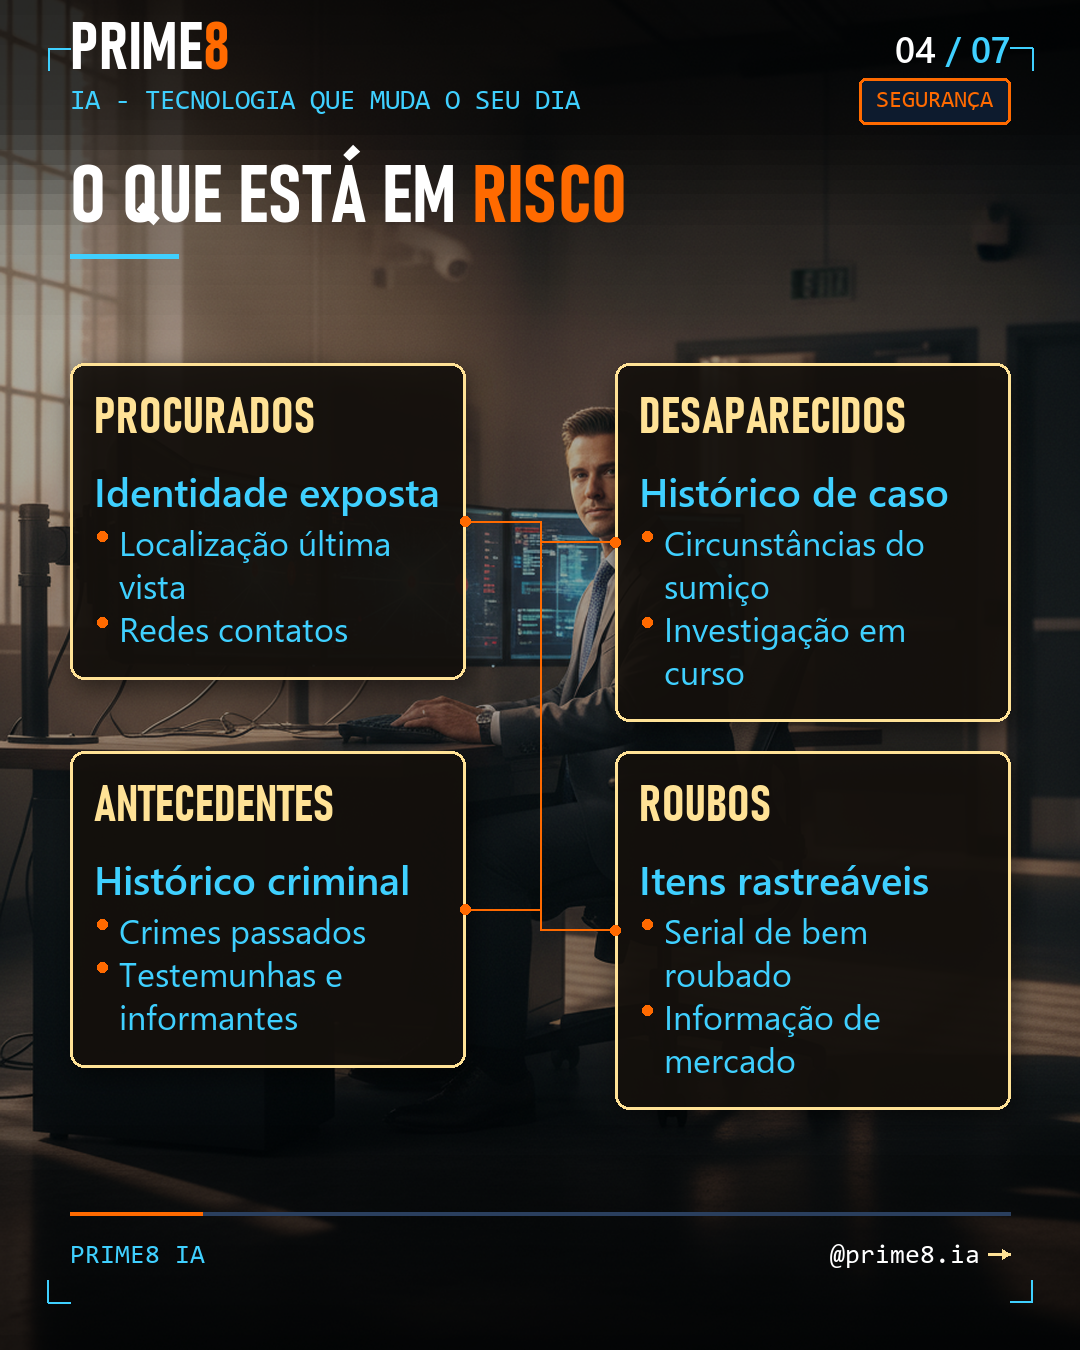 PRIME8
IA - TECNOLOGIA QUE MUDA O SEU DIA
04 / 07
SEGURANÇA
O QUE ESTÁ EM RISCO
PROCURADOS
Identidade exposta
Localização última
vista
Redes contatos
DESAPARECIDOS
Histórico de caso
Circunstâncias do
sumiço
Investigação em
curso
ANTECEDENTES
Histórico criminal
Crimes passados
Testemunhas e
informantes
ROUBOS
Itens rastreáveis
Serial de bem
roubado
Informação de
mercado
PRIME8 IA
@prime8.ia